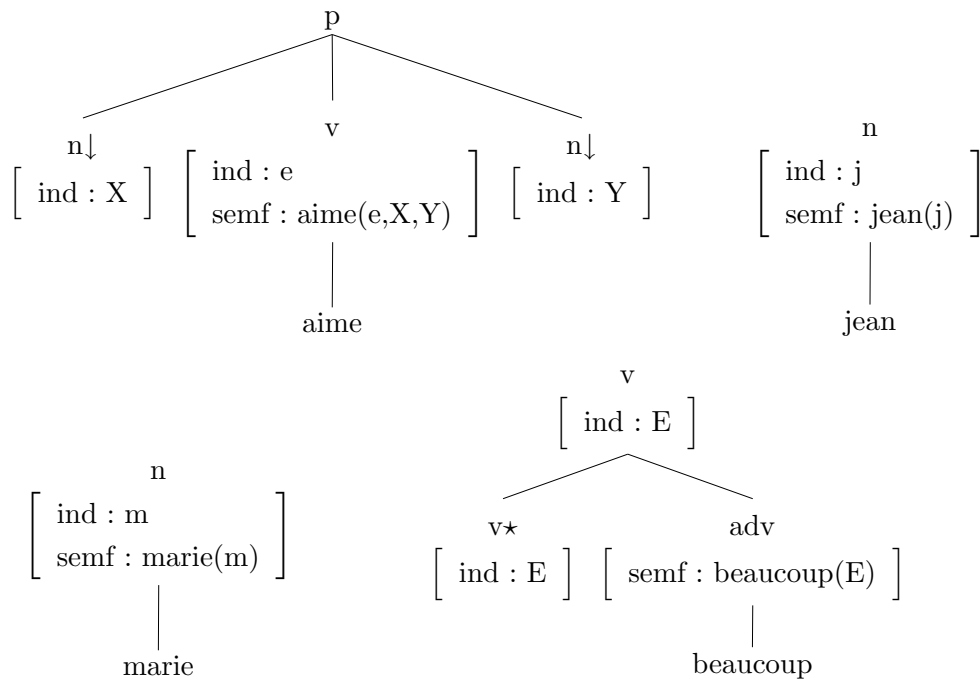 p
n↓
[ ind : X ]
v
[ ind : e
semf : aime(e,X,Y) ]
aime
n↓
[ ind : Y ]
n
[ ind : j
semf : jean(j) ]
jean
n
[ ind : m
semf : marie(m) ]
marie
v
[ ind : E ]
v⋆
[ ind : E ]
adv
[ semf : beaucoup(E) ]
beaucoup